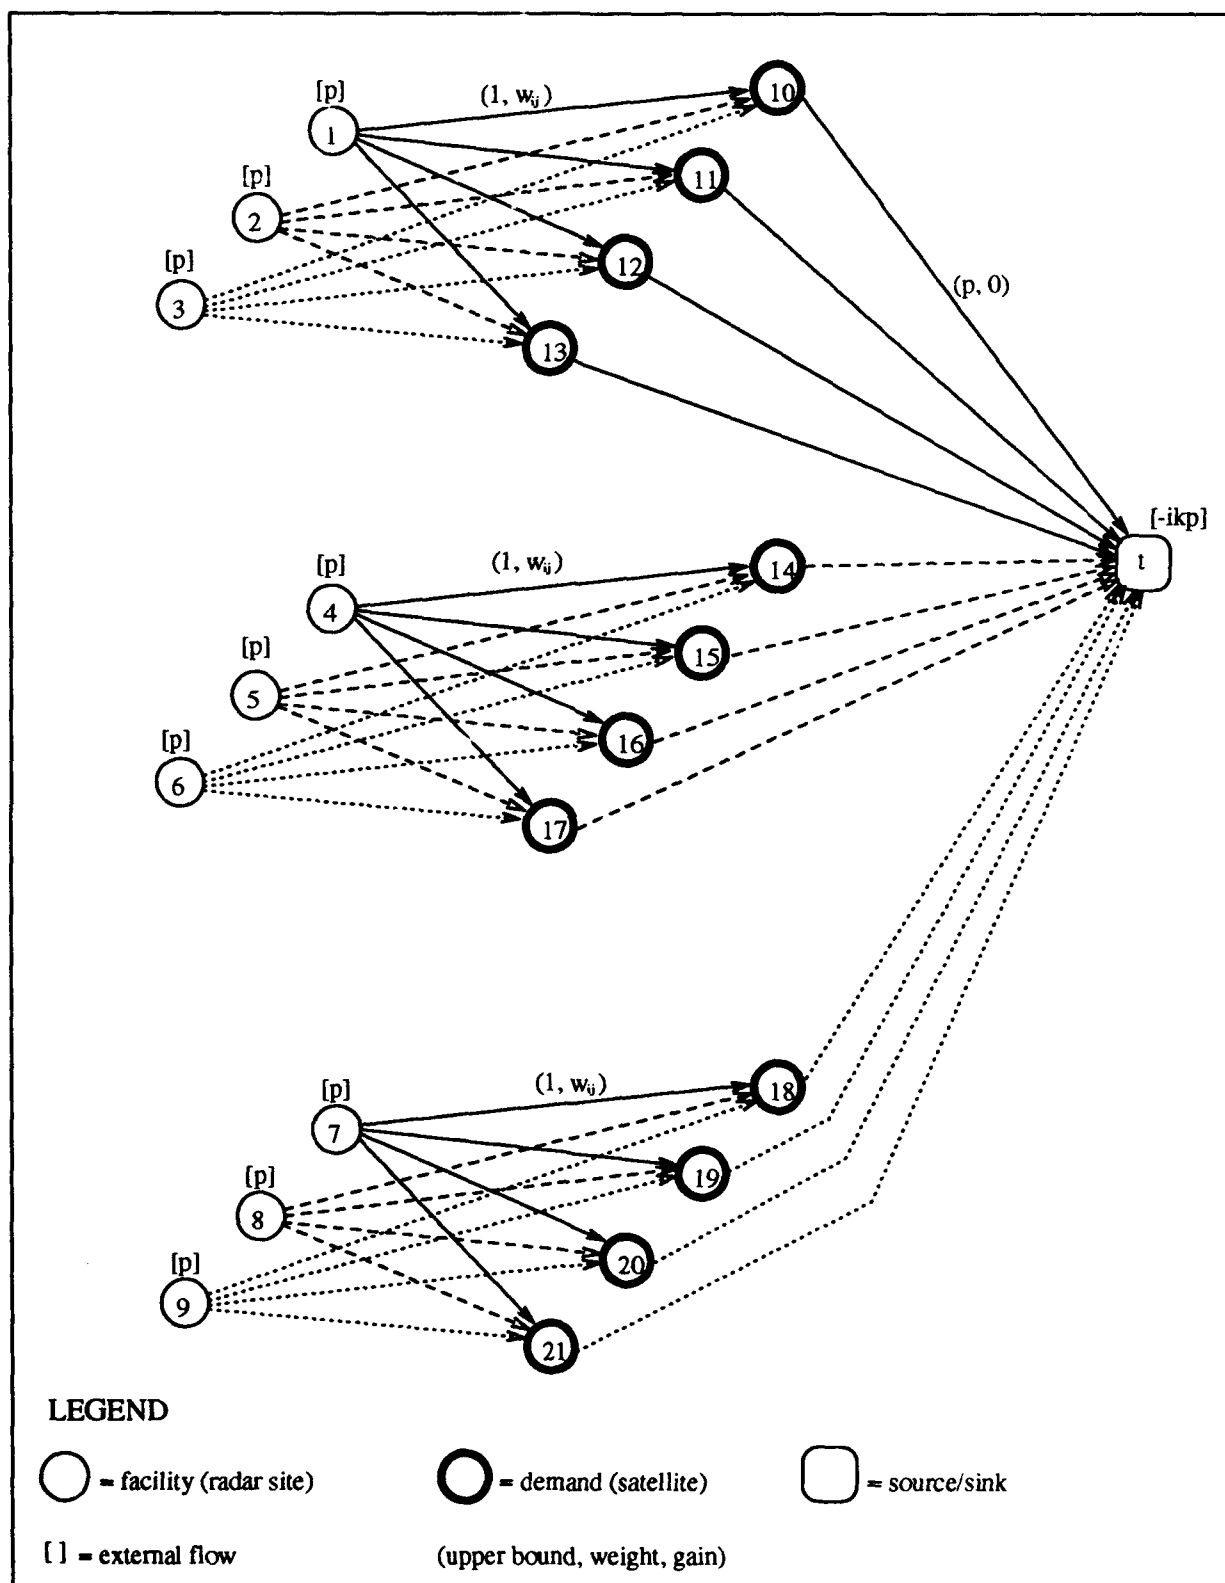 [p]
1
(1, wij)
10
[p]
2
11
[p]
3
12
13
(p, 0)
[-ikp]
t
[p]
4
(1, wij)
14
[p]
5
15
[p]
6
16
17
[p]
7
(1, wij)
18
[p]
8
19
[p]
9
20
21
LEGEND
= facility (radar site)
= demand (satellite)
= source/sink
[ ] = external flow
(upper bound, weight, gain)